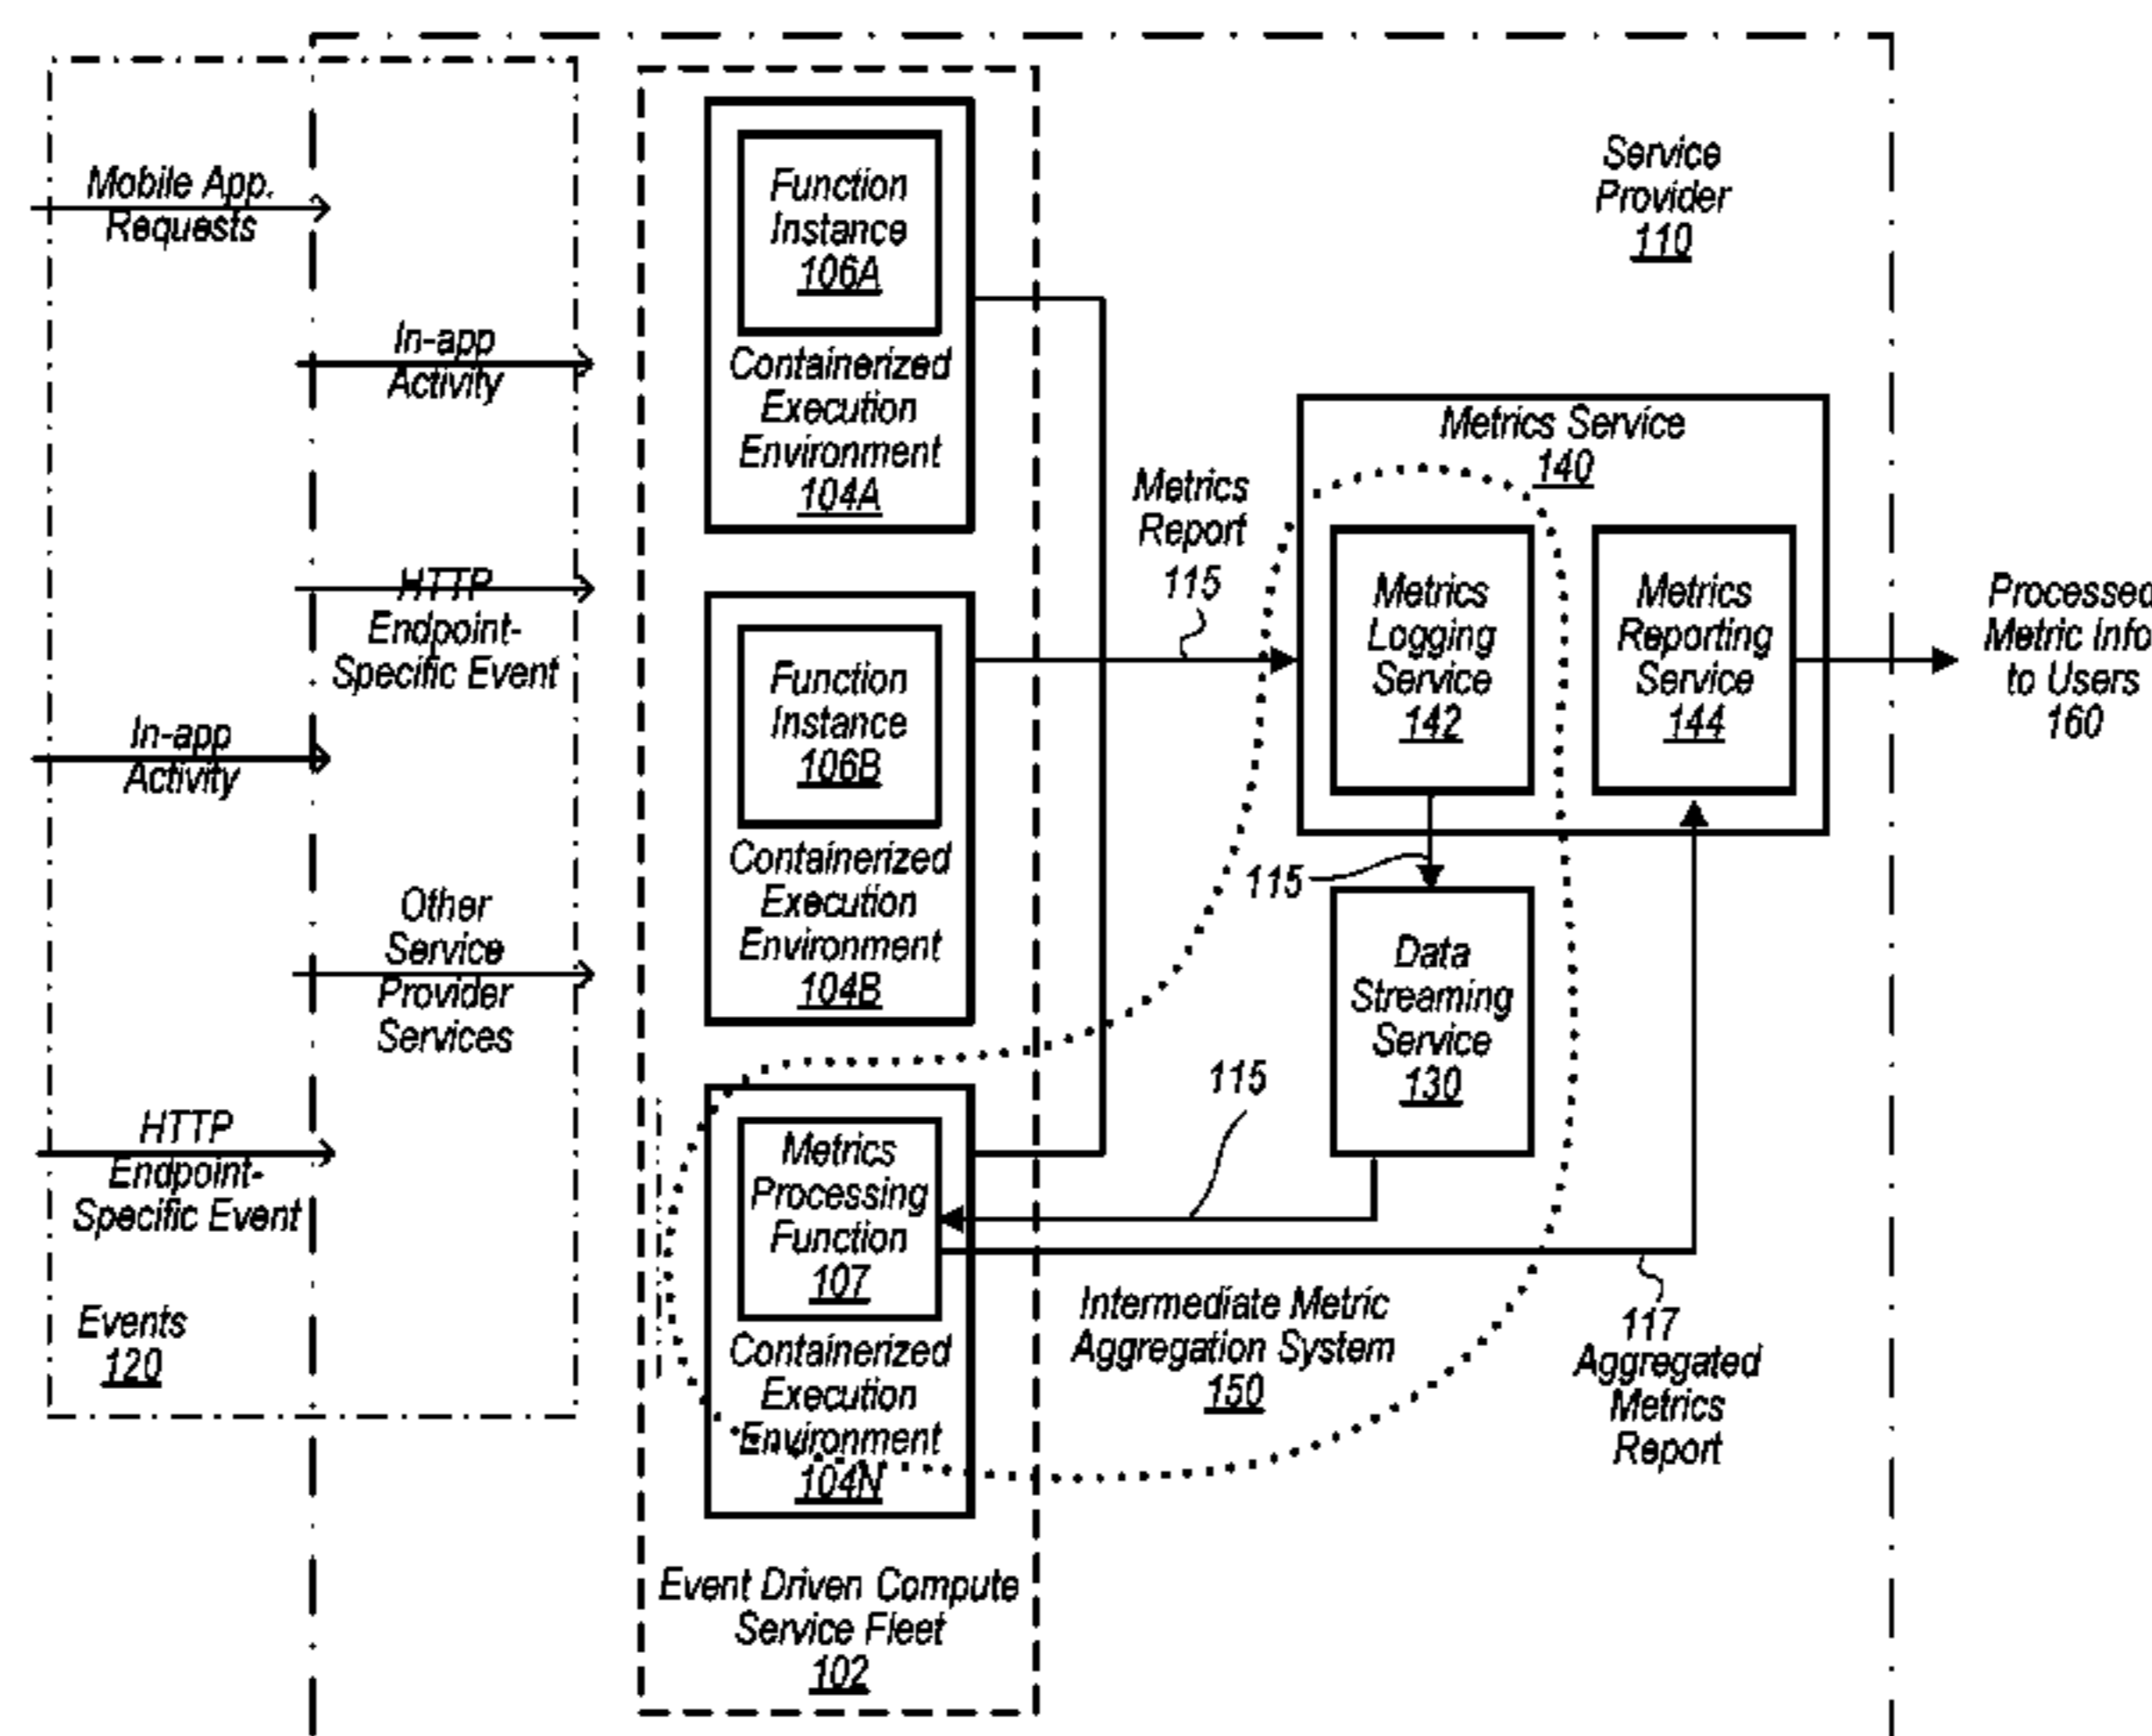 Mobile App.
Requests
In-app
Activity
HTTP
Endpoint-
Specific Event
In-app
Activity
Other
Service
Provider
Services
HTTP
Endpoint-
Specific Event
Events
120
Function
Instance
106A
Containerized
Execution
Environment
104A
Function
Instance
106B
Containerized
Execution
Environment
104B
Metrics
Processing
Function
107
Containerized
Execution
Environment
104N
Event Driven Compute
Service Fleet
102
Service
Provider
110
Metrics
Report
115
Metrics Service
140
Metrics
Logging
Service
142
Metrics
Reporting
Service
144
Processed
Metric Info
to Users
160
115
Data
Streaming
Service
130
115
Intermediate Metric
Aggregation System
150
117
Aggregated
Metrics
Report